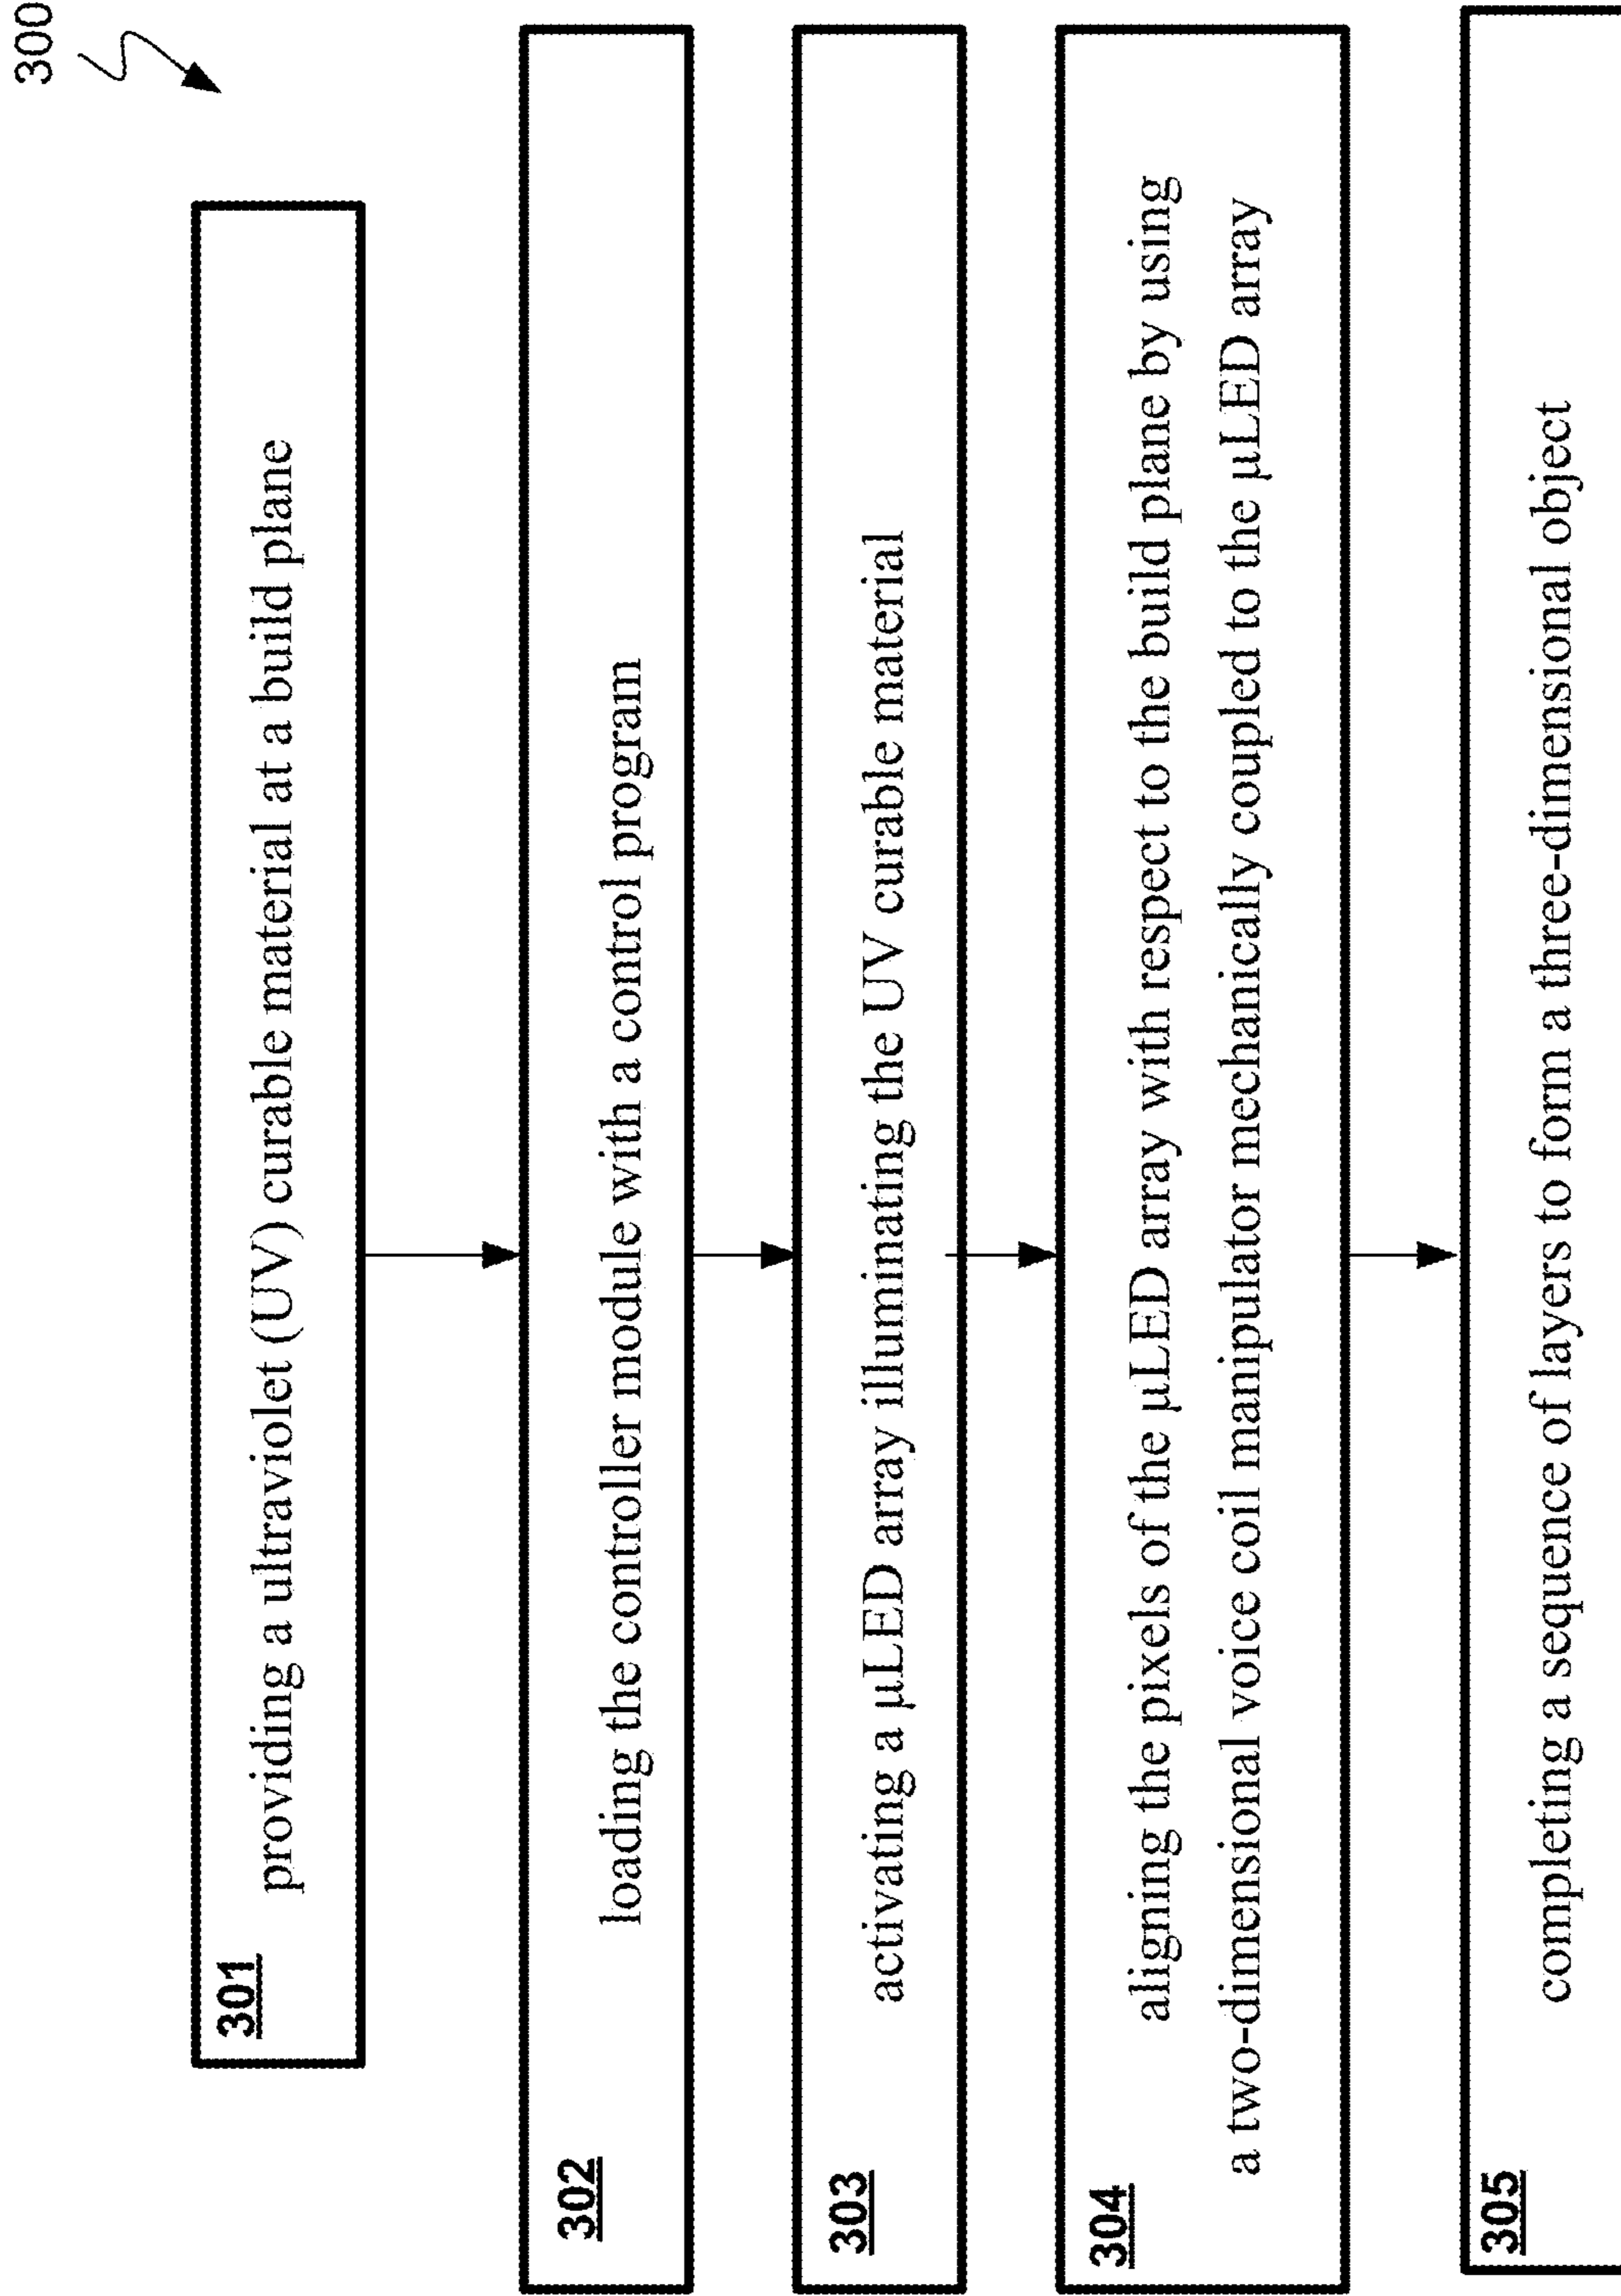 300
301
providing a ultraviolet (UV) curable material at a build plane
302
loading the controller module with a control program
303
activating a µLED array illuminating the UV curable material
304
aligning the pixels of the µLED array with respect to the build plane by using
a two-dimensional voice coil manipulator mechanically coupled to the µLED array
305
completing a sequence of layers to form a three-dimensional object